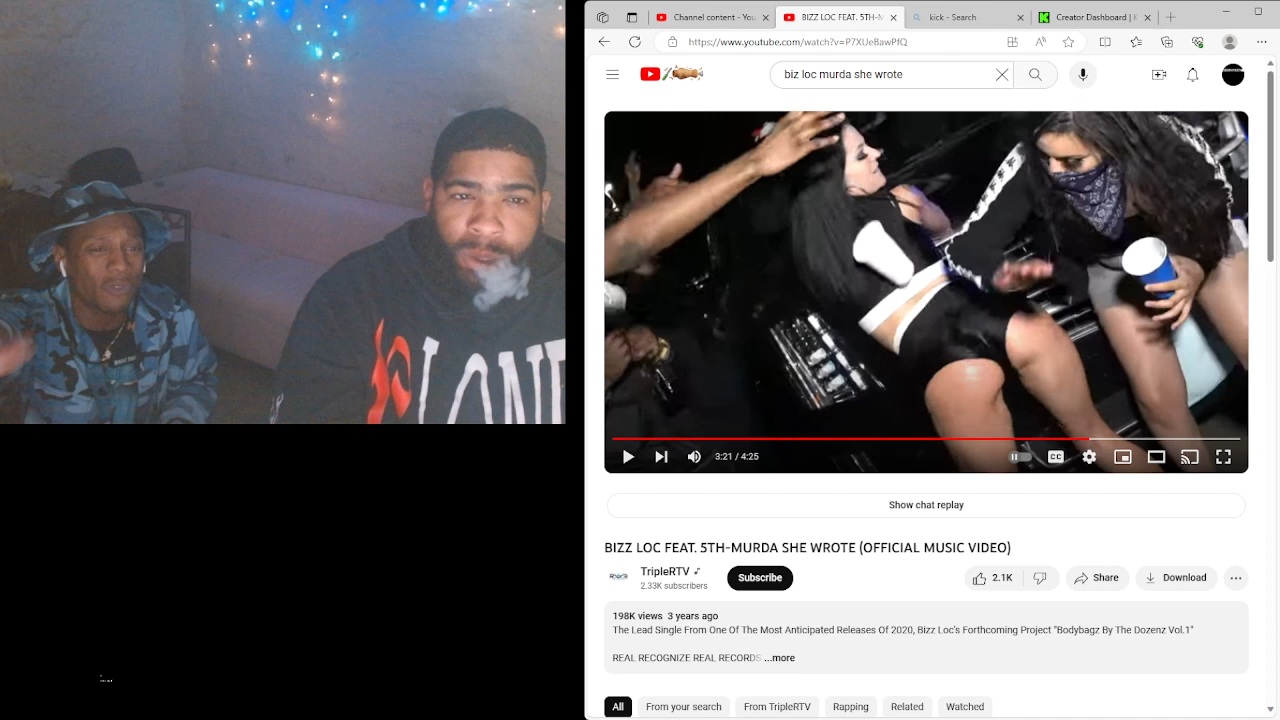 Channel content - You
BIZZ LOC FEAT. 5TH-M
kick - Search
Creator Dashboard | K
https://www.youtube.com/watch?v=P7XUeBawPfQ
biz loc murda she wrote
LONE
3:21 / 4:25
CC
Show chat replay
BIZZ LOC FEAT. 5TH-MURDA SHE WROTE (OFFICIAL MUSIC VIDEO)
TripleRTV
2.33K subscribers
Subscribe
2.1K
Share
Download
198K views 3 years ago
The Lead Single From One Of The Most Anticipated Releases Of 2020, Bizz Loc's Forthcoming Project "Bodybagz By The Dozenz Vol.1"
REAL RECOGNIZE REAL RECORDS ...more
All
From your search
From TripleRTV
Rapping
Related
Watched